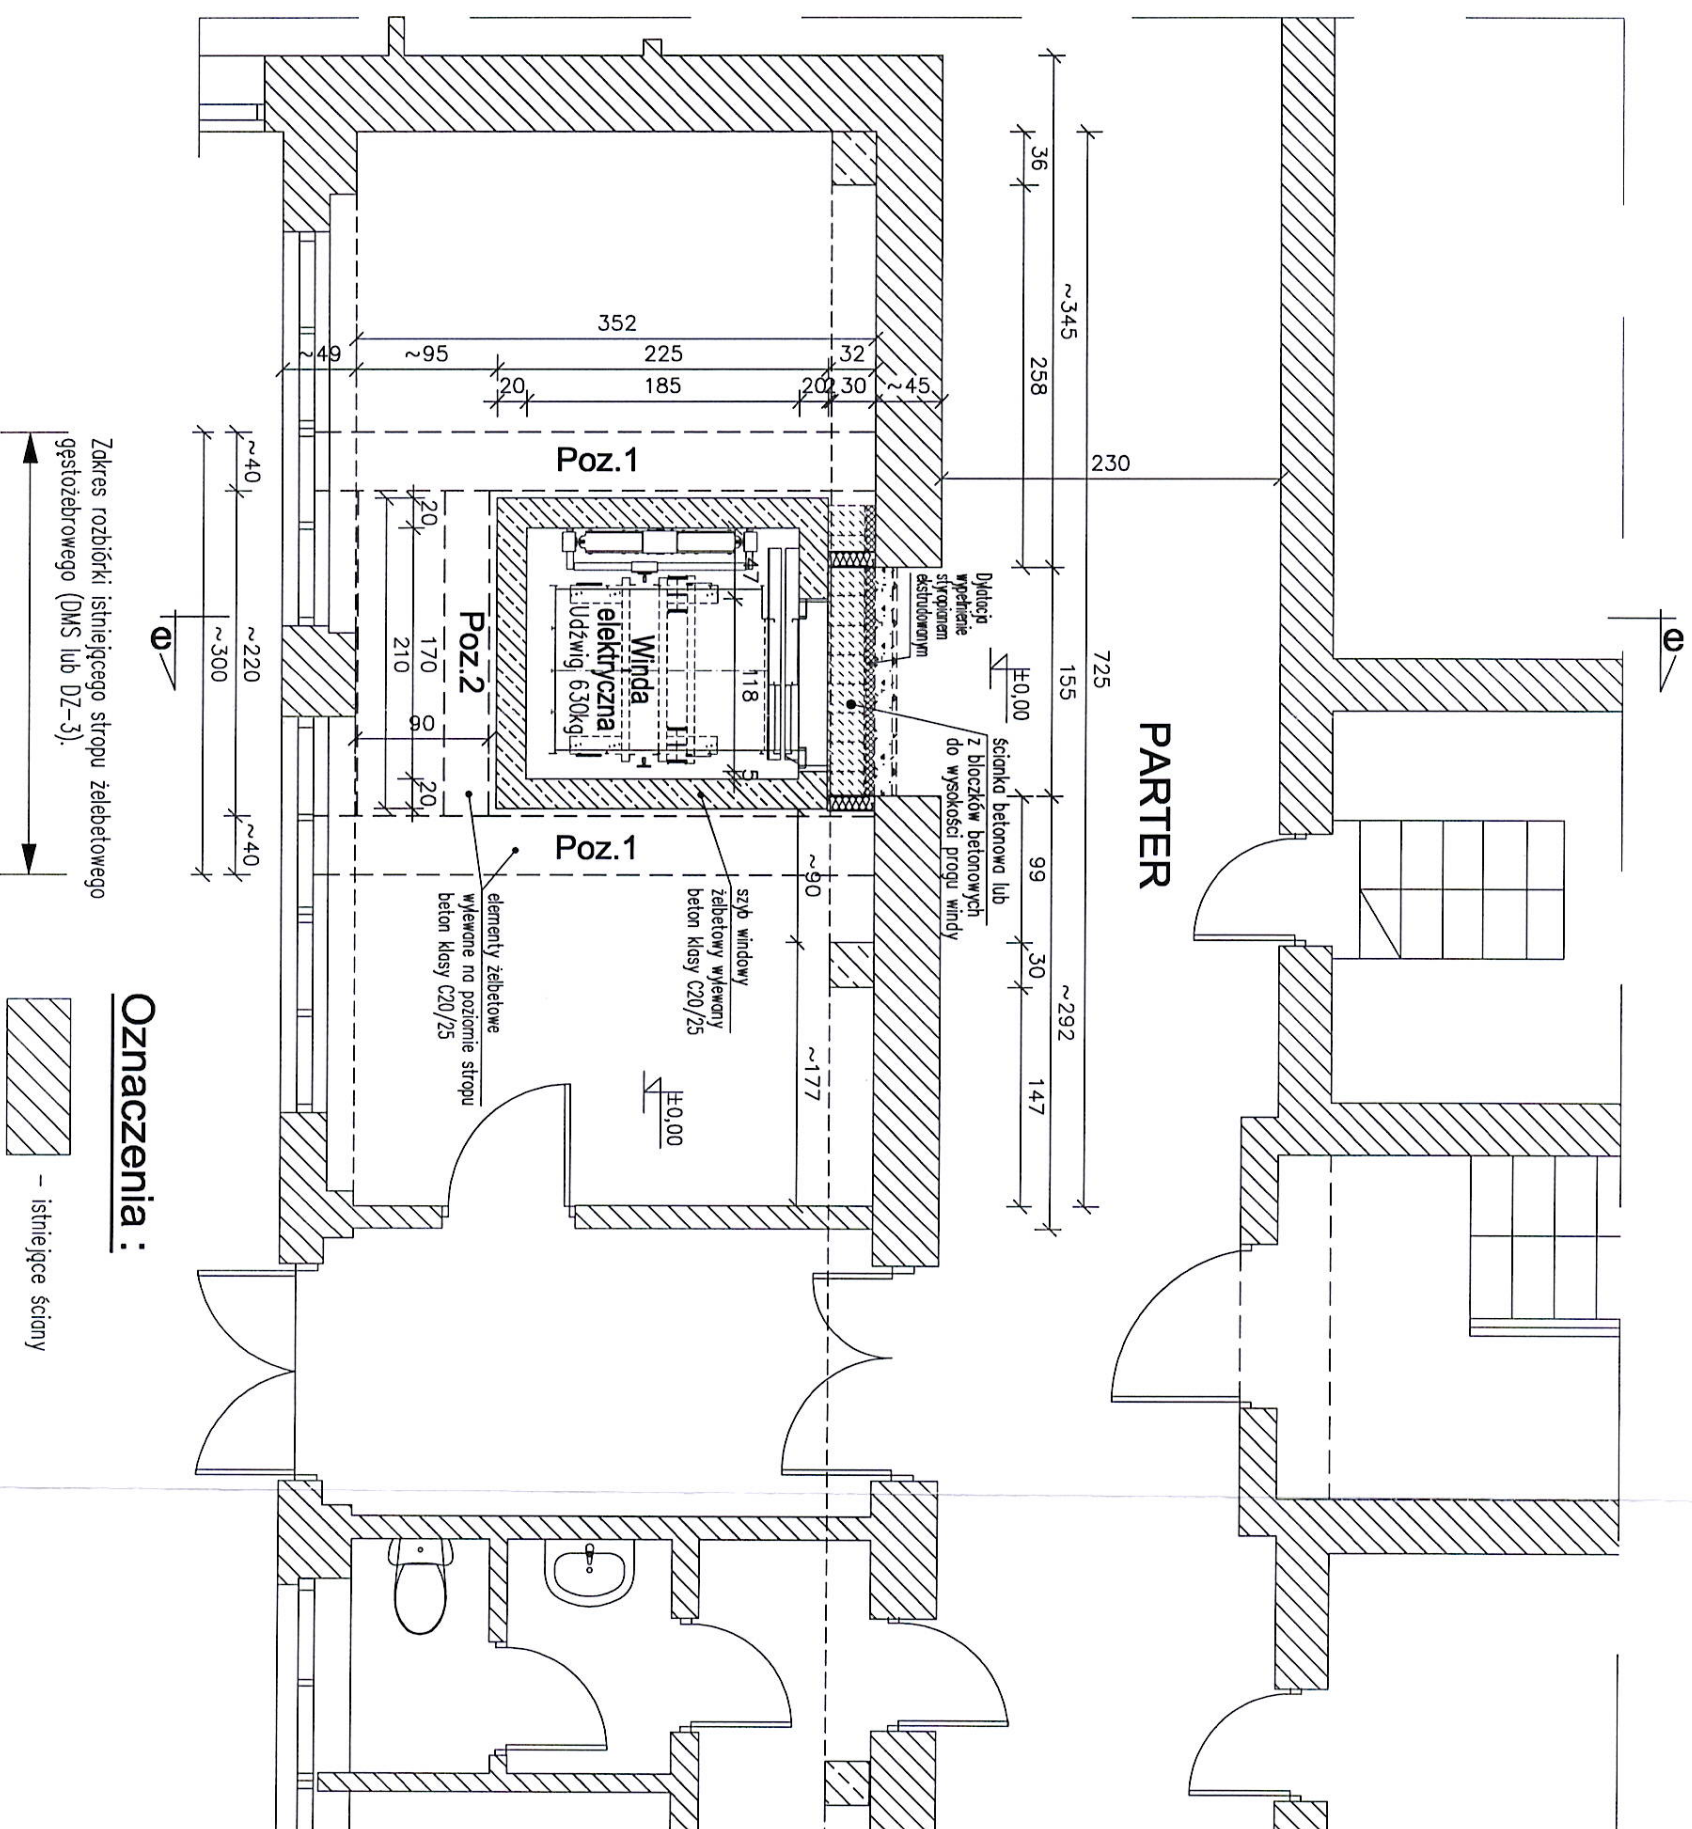 PARTER
36
258
~345
725
155
99
30
~292
147
230
352
~49
~95
225
32
20
185
20
2
30
~45
Poz.1
~40
~220
~300
~40
20
170
210
20
90
Poz.2
47
118
5
Winda
elektryczna
Udźwig 630kg
Dylatacja
wypełnienie
styropianem
ekstrudowanym
±0,00
ścianka betonowa lub
z bloczków betonowych
do wysokości progu windy
Poz.1
~90
~177
szyb windowy
żelbetowy wylewany
beton klasy C20/25
elementy żelbetowe
wylewane na poziomie stropu
beton klasy C20/25
±0,00
e
e
Zakres rozbiórki istniejącego stropu żelebetowego
gęstożebrowego (DMS lub DZ-3).
Oznaczenia :
- istniejące ściany